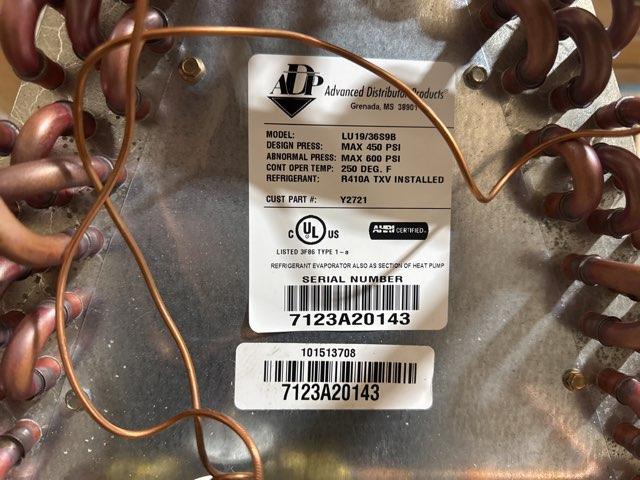 ADP
Advanced Distributor Products
Grenada, MS 38901
MODEL: LU19/36S9B
DESIGN PRESS: MAX 450 PSI
ABNORMAL PRESS: MAX 600 PSI
CONT OPER TEMP: 250 DEG. F
REFRIGERANT: R410A TXV INSTALLED
CUST PART #: Y2721
C UL US
AHRI CERTIFIED
LISTED 3F86 TYPE 1-a
REFRIGERANT EVAPORATOR ALSO AS SECTION OF HEAT PUMP
SERIAL NUMBER
7123A20143
101513708
7123A20143